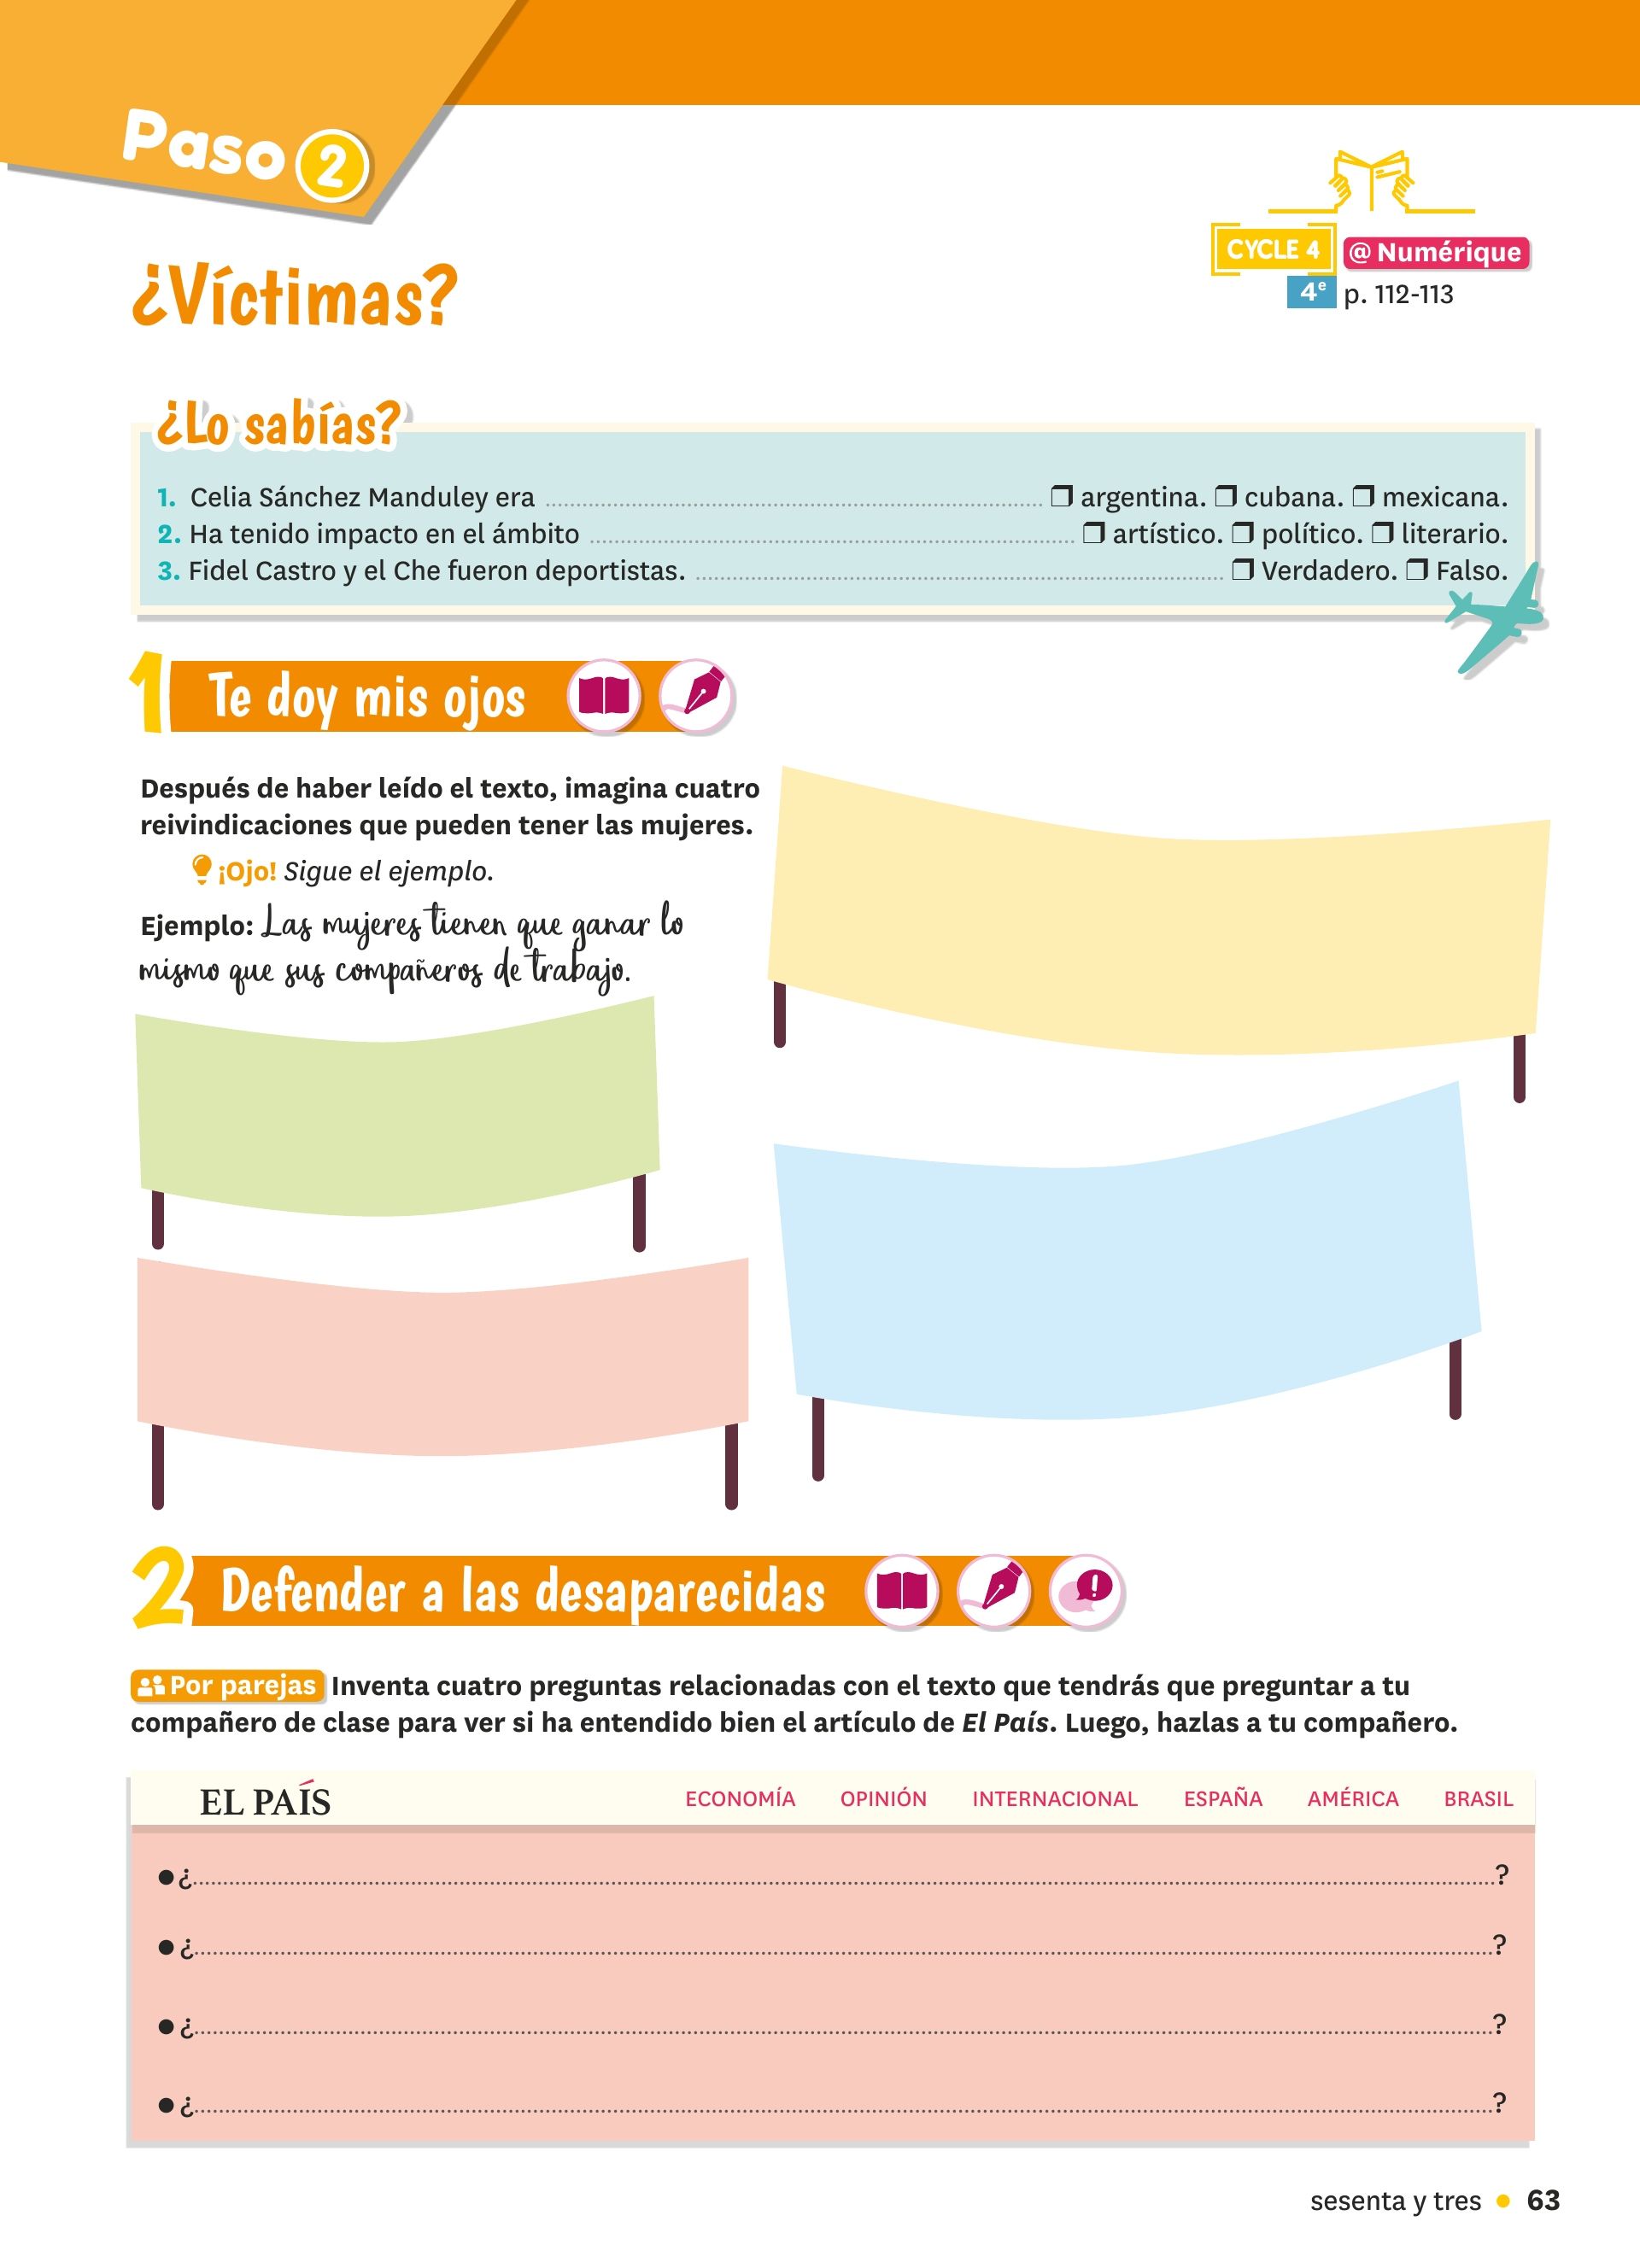 Paso 2
CYCLE 4 @ Numérique
4e p. 112-113
¿Víctimas?
¿Lo sabías?
1. Celia Sánchez Manduley era ........ ❒ argentina. ❒ cubana. ❒ mexicana.
2. Ha tenido impacto en el ámbito ........ ❒ artístico. ❒ político. ❒ literario.
3. Fidel Castro y el Che fueron deportistas. ........ ❒ Verdadero. ❒ Falso.
1 Te doy mis ojos
Después de haber leído el texto, imagina cuatro
reivindicaciones que pueden tener las mujeres.
¡Ojo! Sigue el ejemplo.
Ejemplo: Las mujeres tienen que ganar lo
mismo que sus compañeros de trabajo.
2 Defender a las desaparecidas
Por parejas Inventa cuatro preguntas relacionadas con el texto que tendrás que preguntar a tu
compañero de clase para ver si ha entendido bien el artículo de El País. Luego, hazlas a tu compañero.
EL PAÍS ECONOMÍA OPINIÓN INTERNACIONAL ESPAÑA AMÉRICA BRASIL
● ¿........?
● ¿........?
● ¿........?
● ¿........?
sesenta y tres ● 63